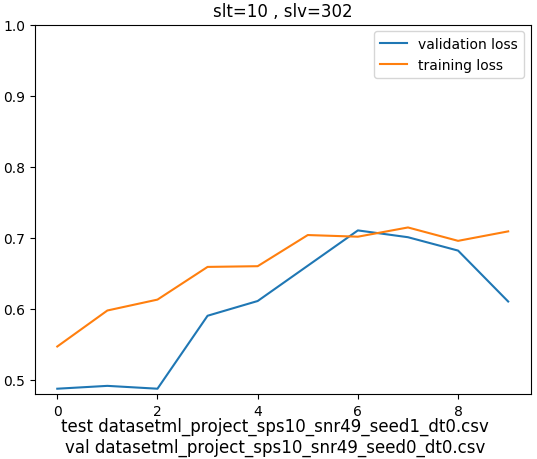 slt=10 , slv=302
1.0
validation loss
training loss
0.9
0.8
0.7
0.6
0.5
0 2 4 6 8
test datasetml_project_sps10_snr49_seed1_dt0.csv
val datasetml_project_sps10_snr49_seed0_dt0.csv